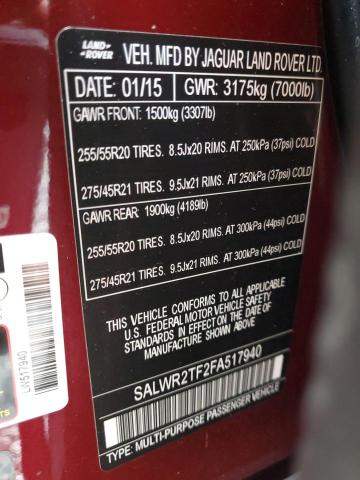 LAND
ROVER
VEH. MFD BY JAGUAR LAND ROVER LTD.
DATE: 01/15 GWR: 3175kg (7000lb)
GAWR FRONT: 1500kg (3307lb)
255/55R20 TIRES. 8.5Jx20 RIMS. AT 250kPa (37psi) COLD
275/45R21 TIRES. 9.5Jx21 RIMS. AT 250kPa (37psi) COLD
GAWR REAR: 1900kg (4189lb)
255/55R20 TIRES. 8.5Jx20 RIMS. AT 300kPa (44psi) COLD
275/45R21 TIRES. 9.5Jx21 RIMS. AT 300kPa (44psi) COLD
THIS VEHICLE CONFORMS TO ALL APPLICABLE
U.S. FEDERAL MOTOR VEHICLE SAFETY
STANDARDS IN EFFECT ON THE DATE OF
MANUFACTURE SHOWN ABOVE.
SALWR2TF2FA517940
TYPE: MULTI-PURPOSE PASSENGER VEHICLE
LN517940